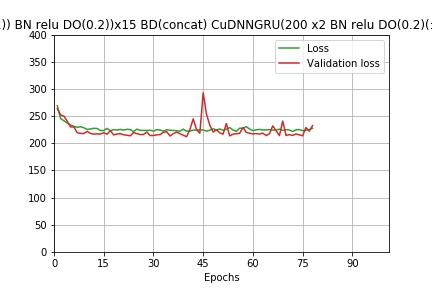 )) BN relu DO(0.2))x15 BD(concat) CuDNNGRU(200 x2 BN relu DO(0.2)(:
Loss
Validation loss
400
350
300
250
200
150
100
50
0
0 15 30 45 60 75 90
Epochs